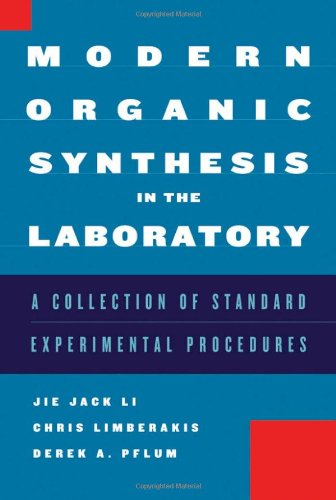 MODERN
ORGANIC
SYNTHESIS
IN THE
LABORATORY
A COLLECTION OF STANDARD
EXPERIMENTAL PROCEDURES
JIE JACK LI
CHRIS LIMBERAKIS
DEREK A. PFLUM